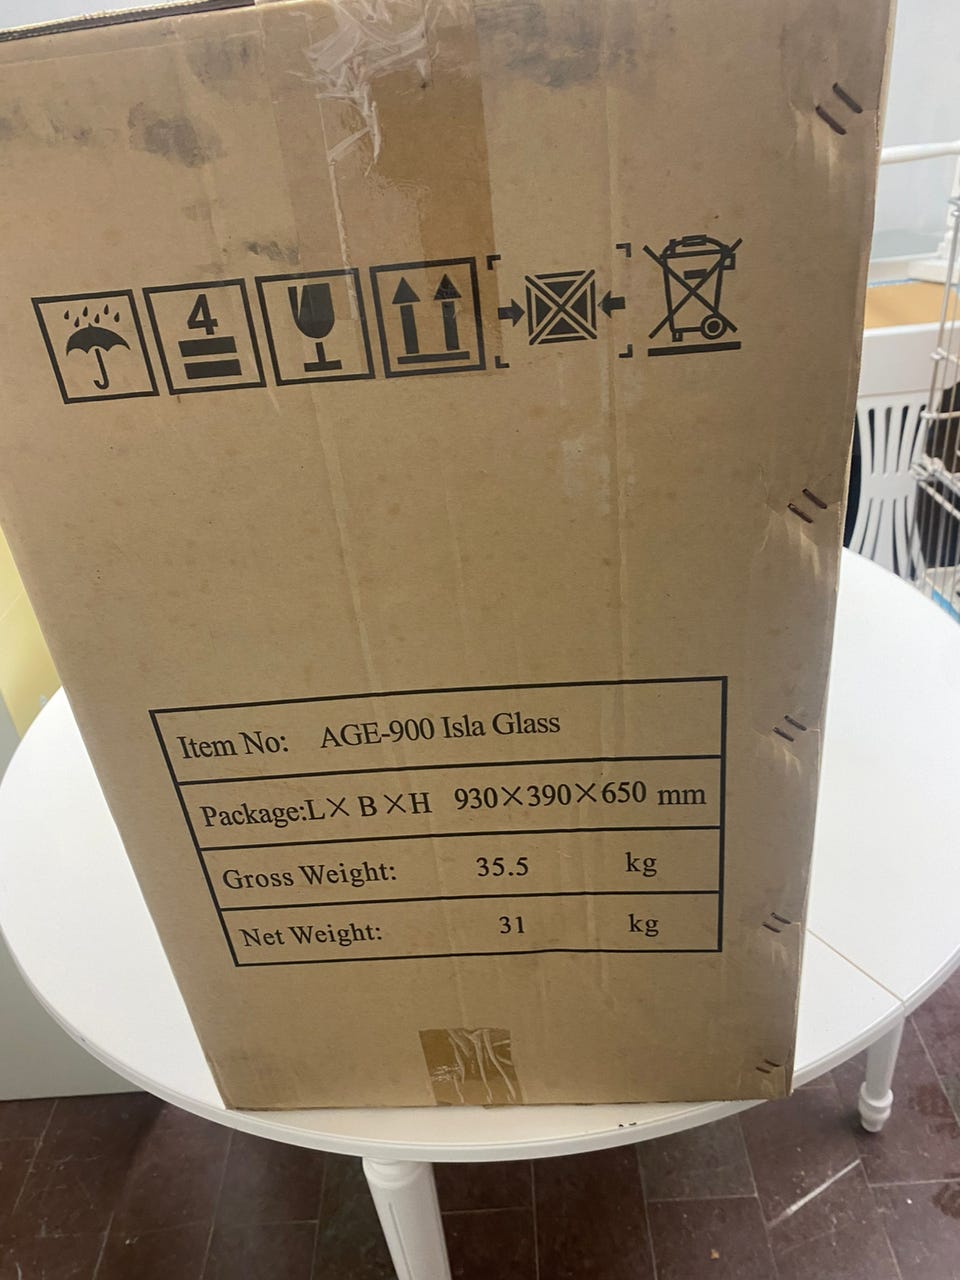 4
Item No: AGE-900 Isla Glass
Package:L×B×H 930×390×650 mm
Gross Weight: 35.5 kg
Net Weight: 31 kg